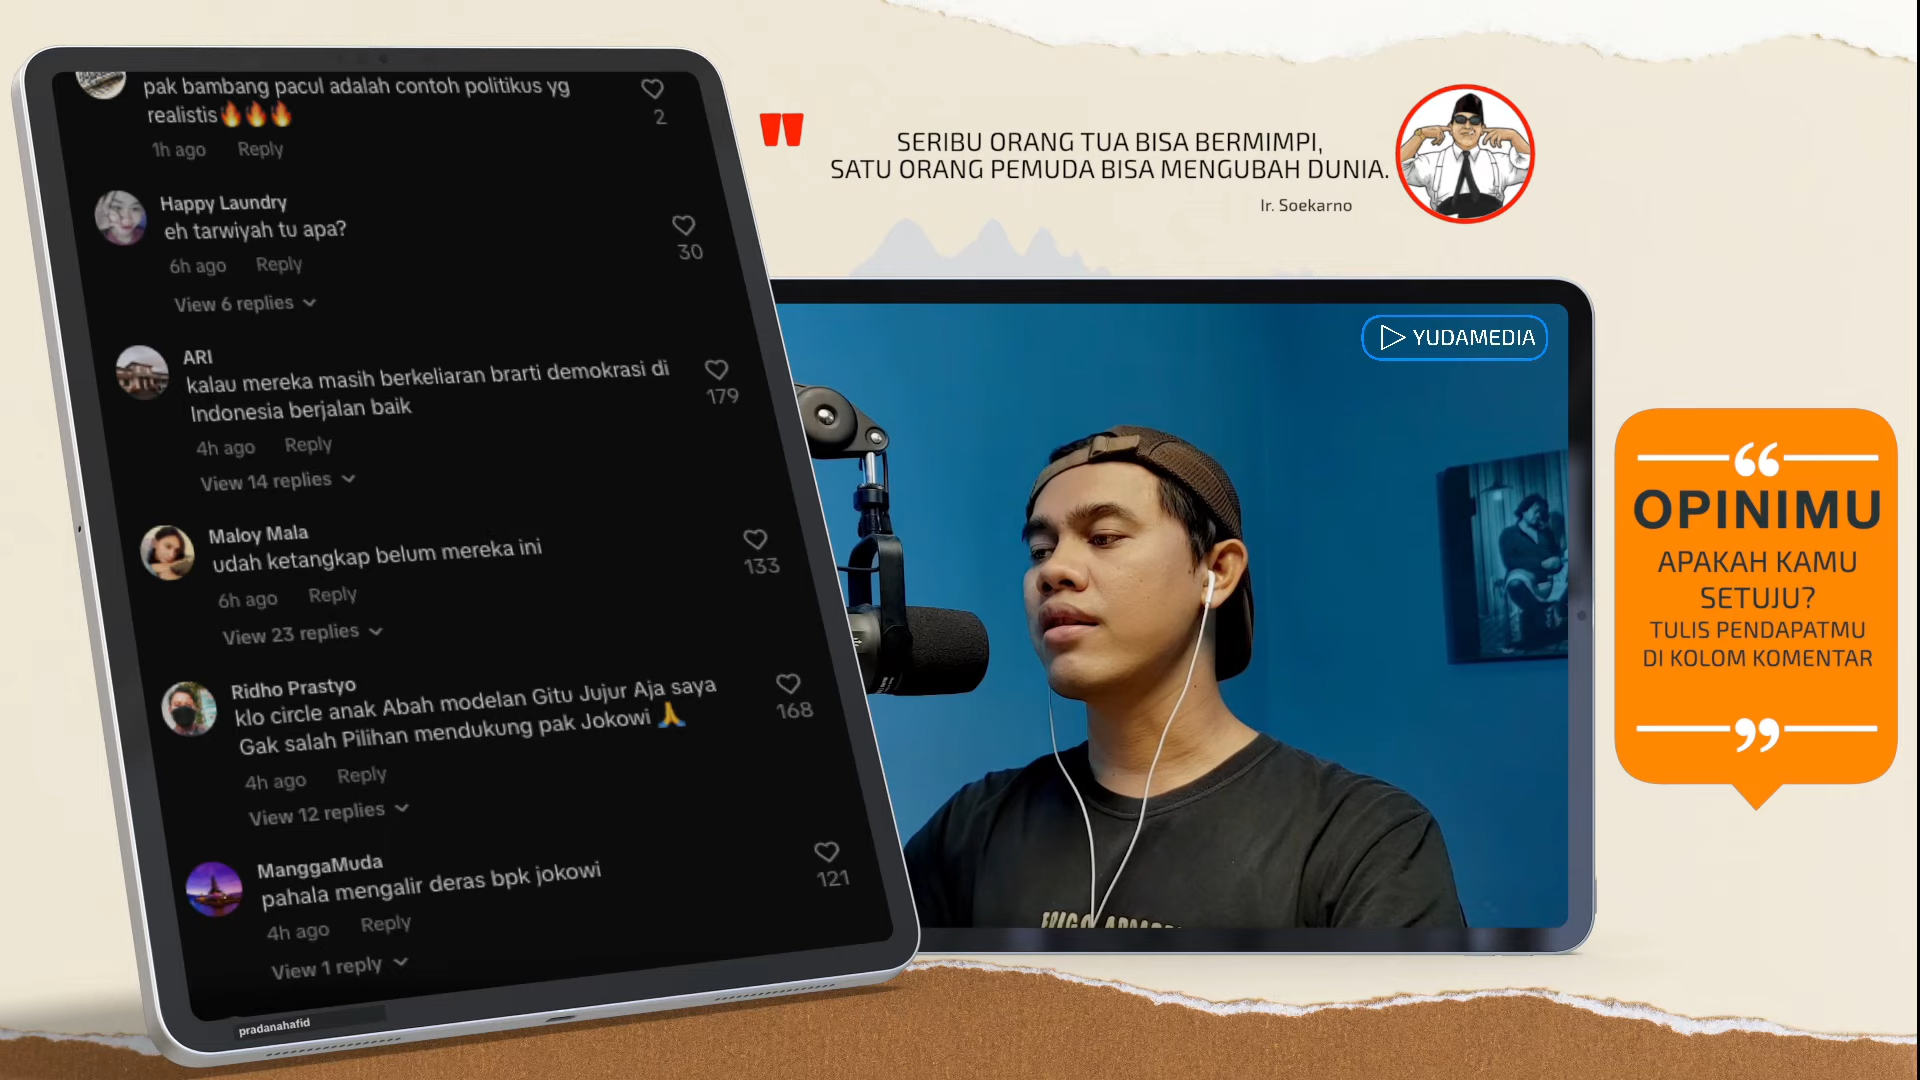 pak bambang pacul adalah contoh politikus yg
realistis🔥🔥🔥
2
1h ago Reply
Happy Laundry
eh tarwiyah tu apa?
30
6h ago Reply
View 6 replies
ARI
kalau mereka masih berkeliaran brarti demokrasi di
Indonesia berjalan baik
179
4h ago Reply
View 14 replies
Maloy Mala
udah ketangkap belum mereka ini
133
6h ago Reply
View 23 replies
Ridho Prastyo
klo circle anak Abah modelan Gitu Jujur Aja saya
Gak salah Pilihan mendukung pak Jokowi 🙏
168
4h ago Reply
View 12 replies
ManggaMuda
pahala mengalir deras bpk jokowi
121
4h ago Reply
View 1 reply
pradanahafid
SERIBU ORANG TUA BISA BERMIMPI,
SATU ORANG PEMUDA BISA MENGUBAH DUNIA.
Ir. Soekarno
YUDAMEDIA
“
OPINIMU
APAKAH KAMU
SETUJU?
TULIS PENDAPATMU
DI KOLOM KOMENTAR
”